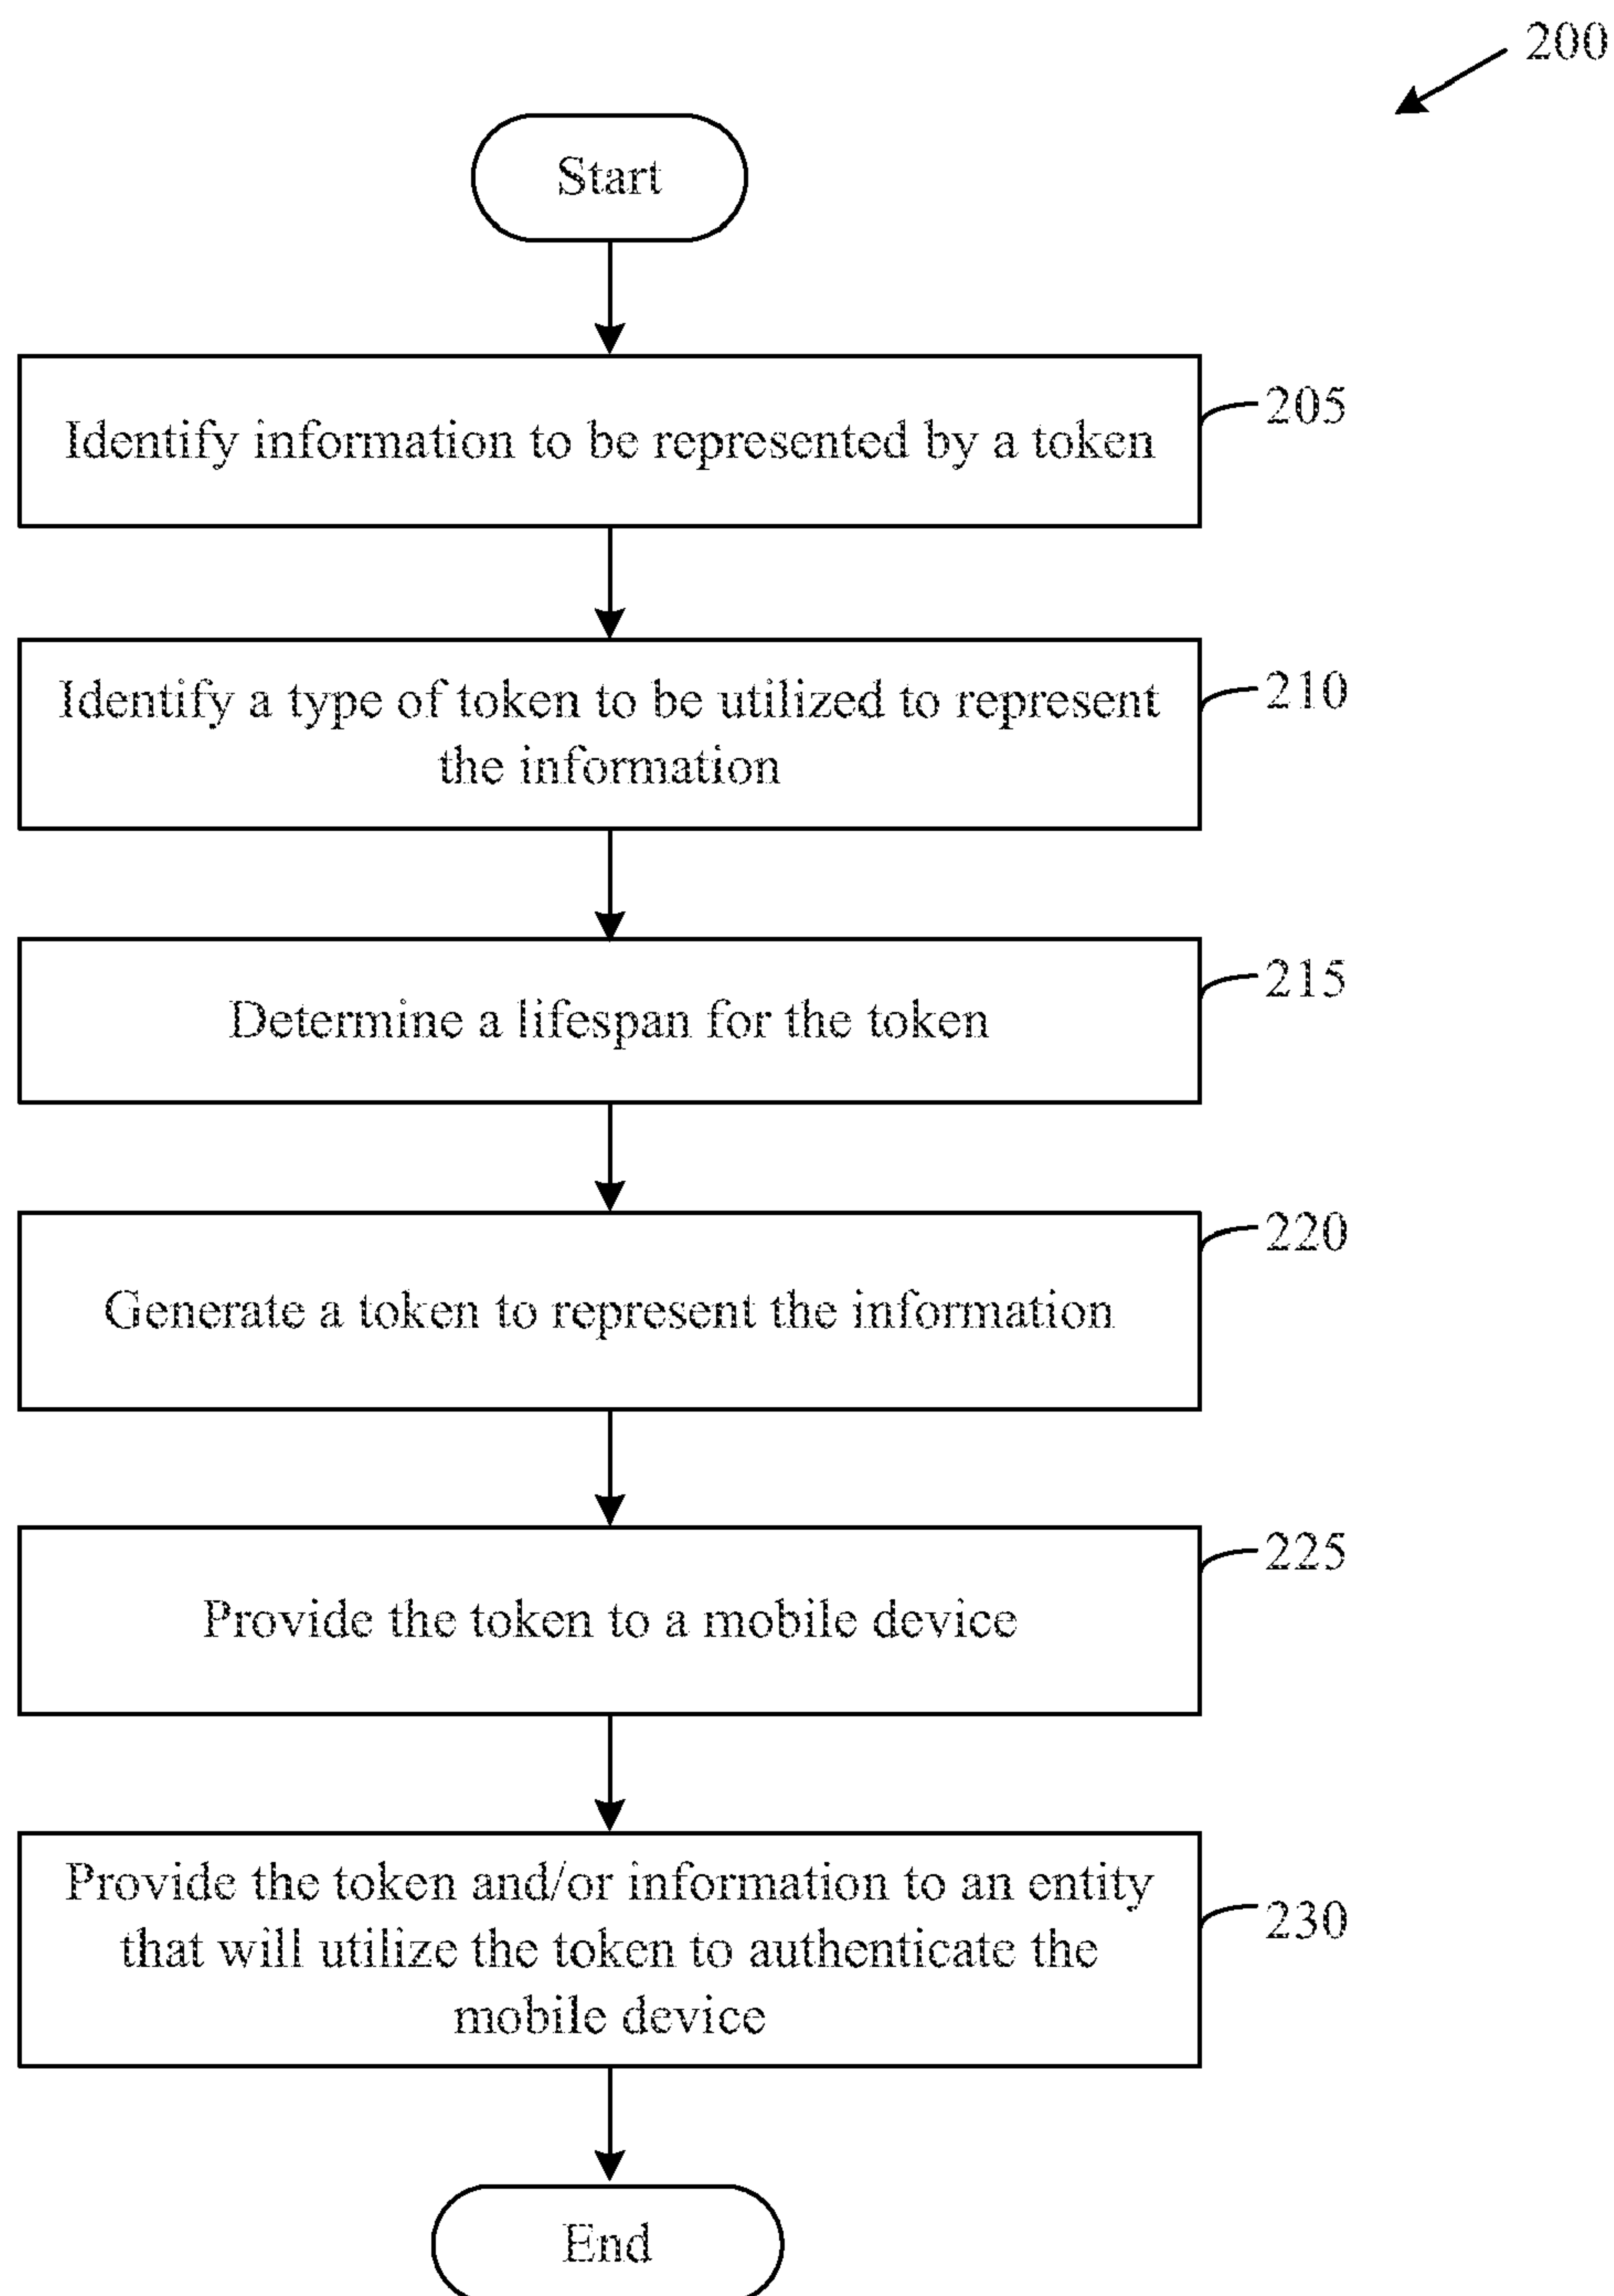 200
Start
Identify information to be represented by a token
205
Identify a type of token to be utilized to represent
the information
210
Determine a lifespan for the token
215
Generate a token to represent the information
220
Provide the token to a mobile device
225
Provide the token and/or information to an entity
that will utilize the token to authenticate the
mobile device
230
End